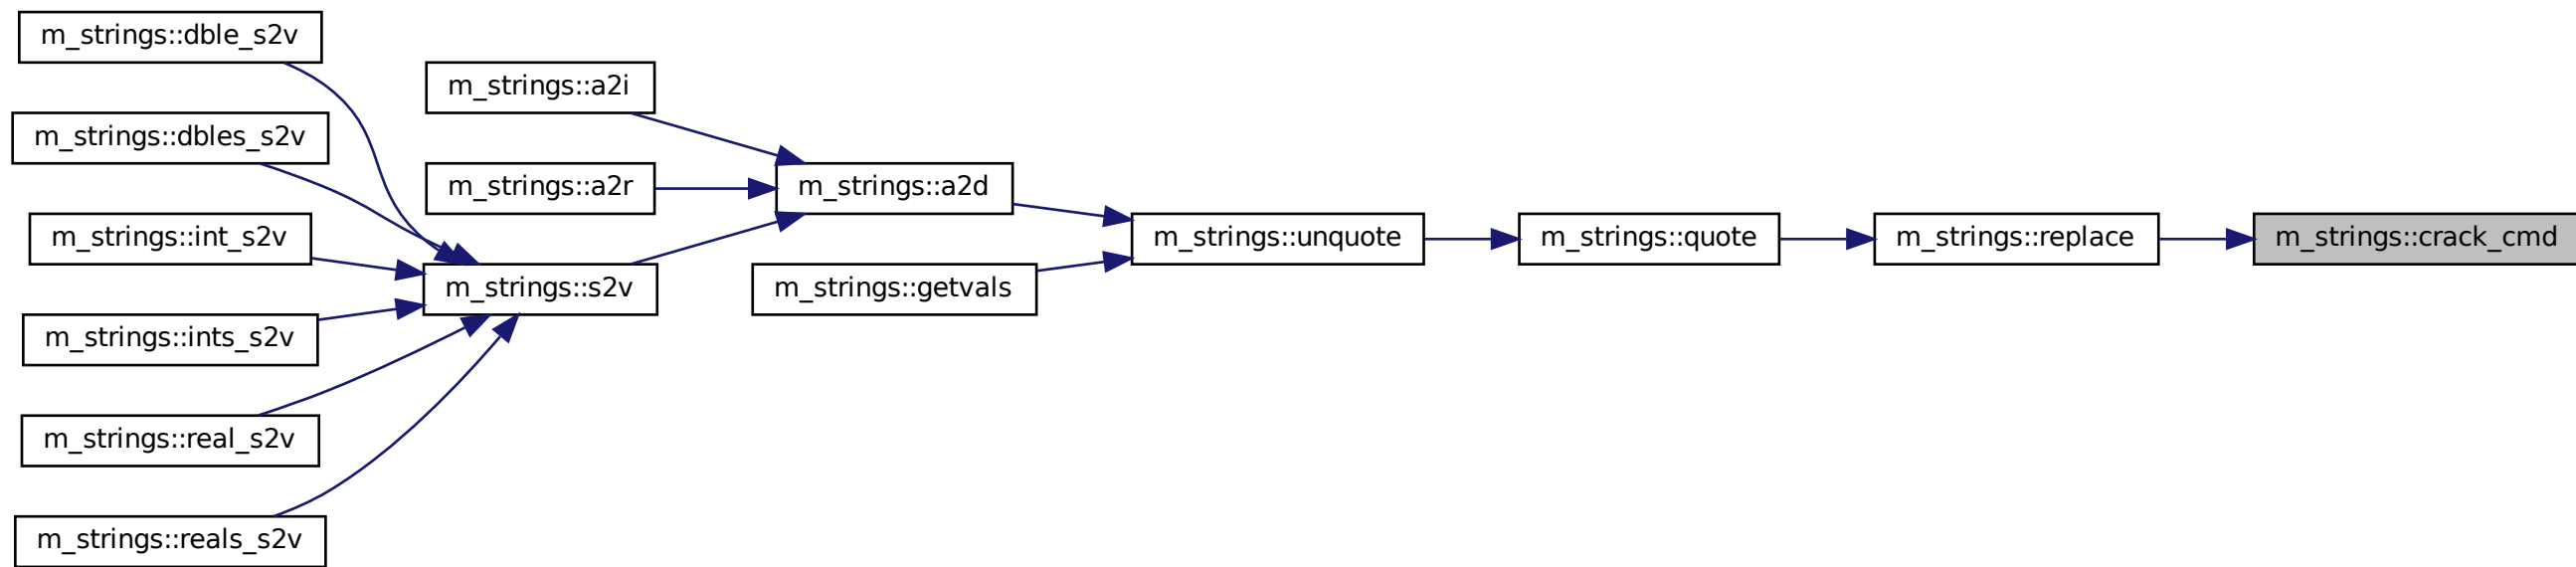 m_strings::dble_s2v
m_strings::dbles_s2v
m_strings::int_s2v
m_strings::ints_s2v
m_strings::real_s2v
m_strings::reals_s2v
m_strings::a2i
m_strings::a2r
m_strings::s2v
m_strings::a2d
m_strings::getvals
m_strings::unquote
m_strings::quote
m_strings::replace
m_strings::crack_cmd